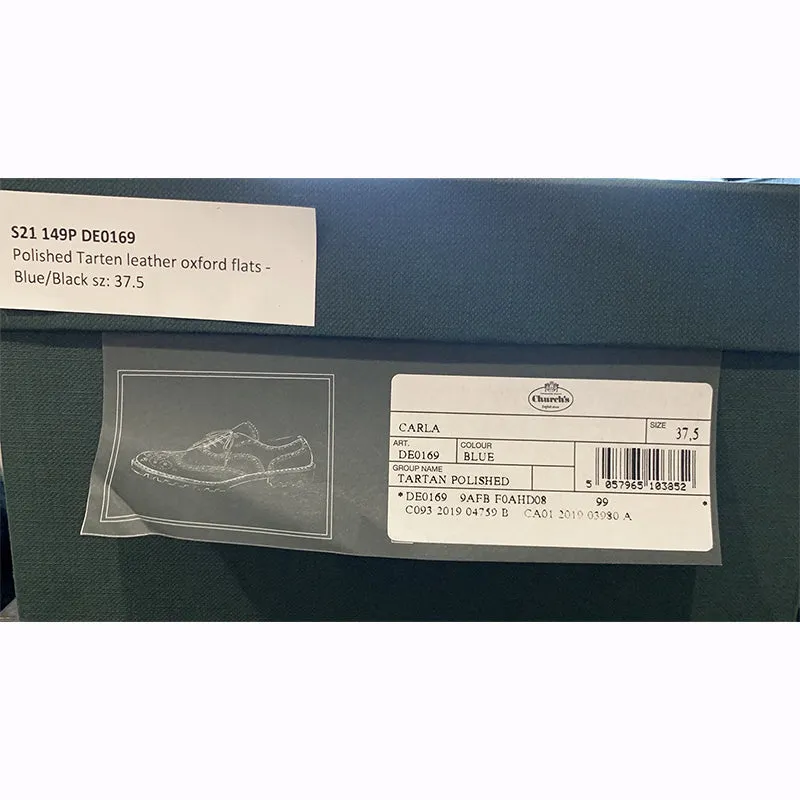 S21 149P DE0169
Polished Tarten leather oxford flats -
Blue/Black sz: 37.5
Church's
CARLA
SIZE 37,5
ART. DE0169
COLOUR BLUE
GROUP NAME
TARTAN POLISHED
5 057965 103852
*DE0169 9AFB F0AHD08 99 *
C093 2019 04759 B CA01 2019 03980 A